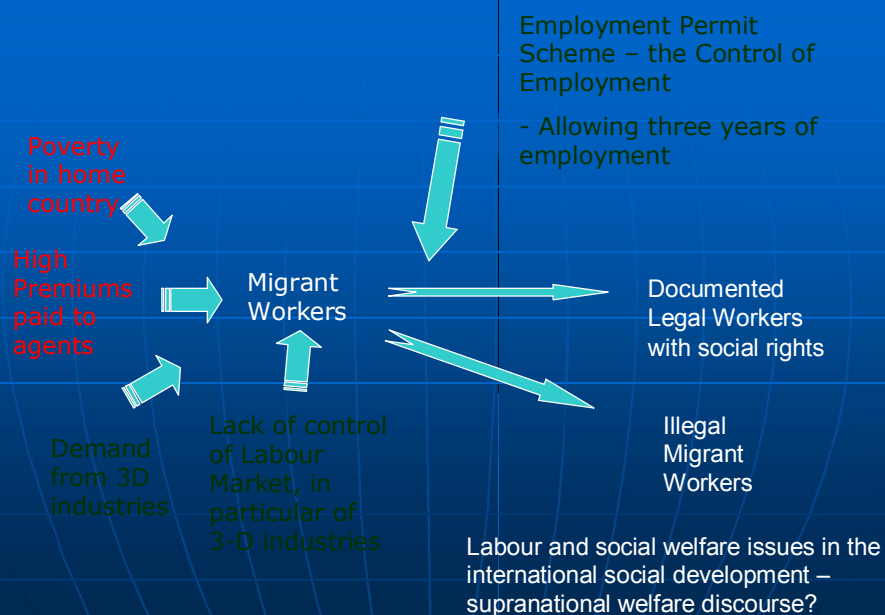 Employment Permit
Scheme – the Control of
Employment
- Allowing three years of
employment
Poverty
in home
country
High
Premiums
paid to
agents
Migrant
Workers
Documented
Legal Workers
with social rights
Demand
from 3D
industries
Lack of control
of Labour
Market, in
particular of
3-D industries
Illegal
Migrant
Workers
Labour and social welfare issues in the
international social development –
supranational welfare discourse?